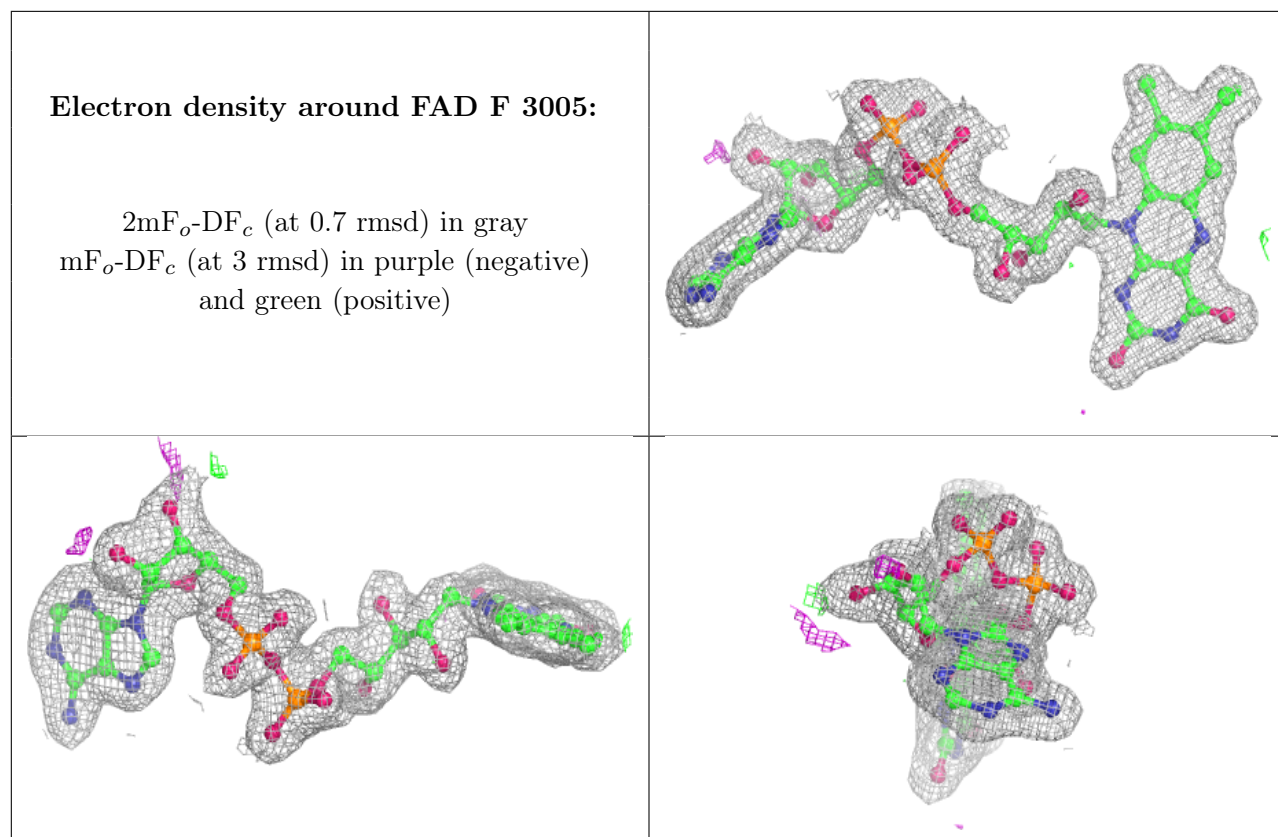 Electron density around FAD F 3005:
2mFo-DFc (at 0.7 rmsd) in gray
mFo-DFc (at 3 rmsd) in purple (negative)
and green (positive)